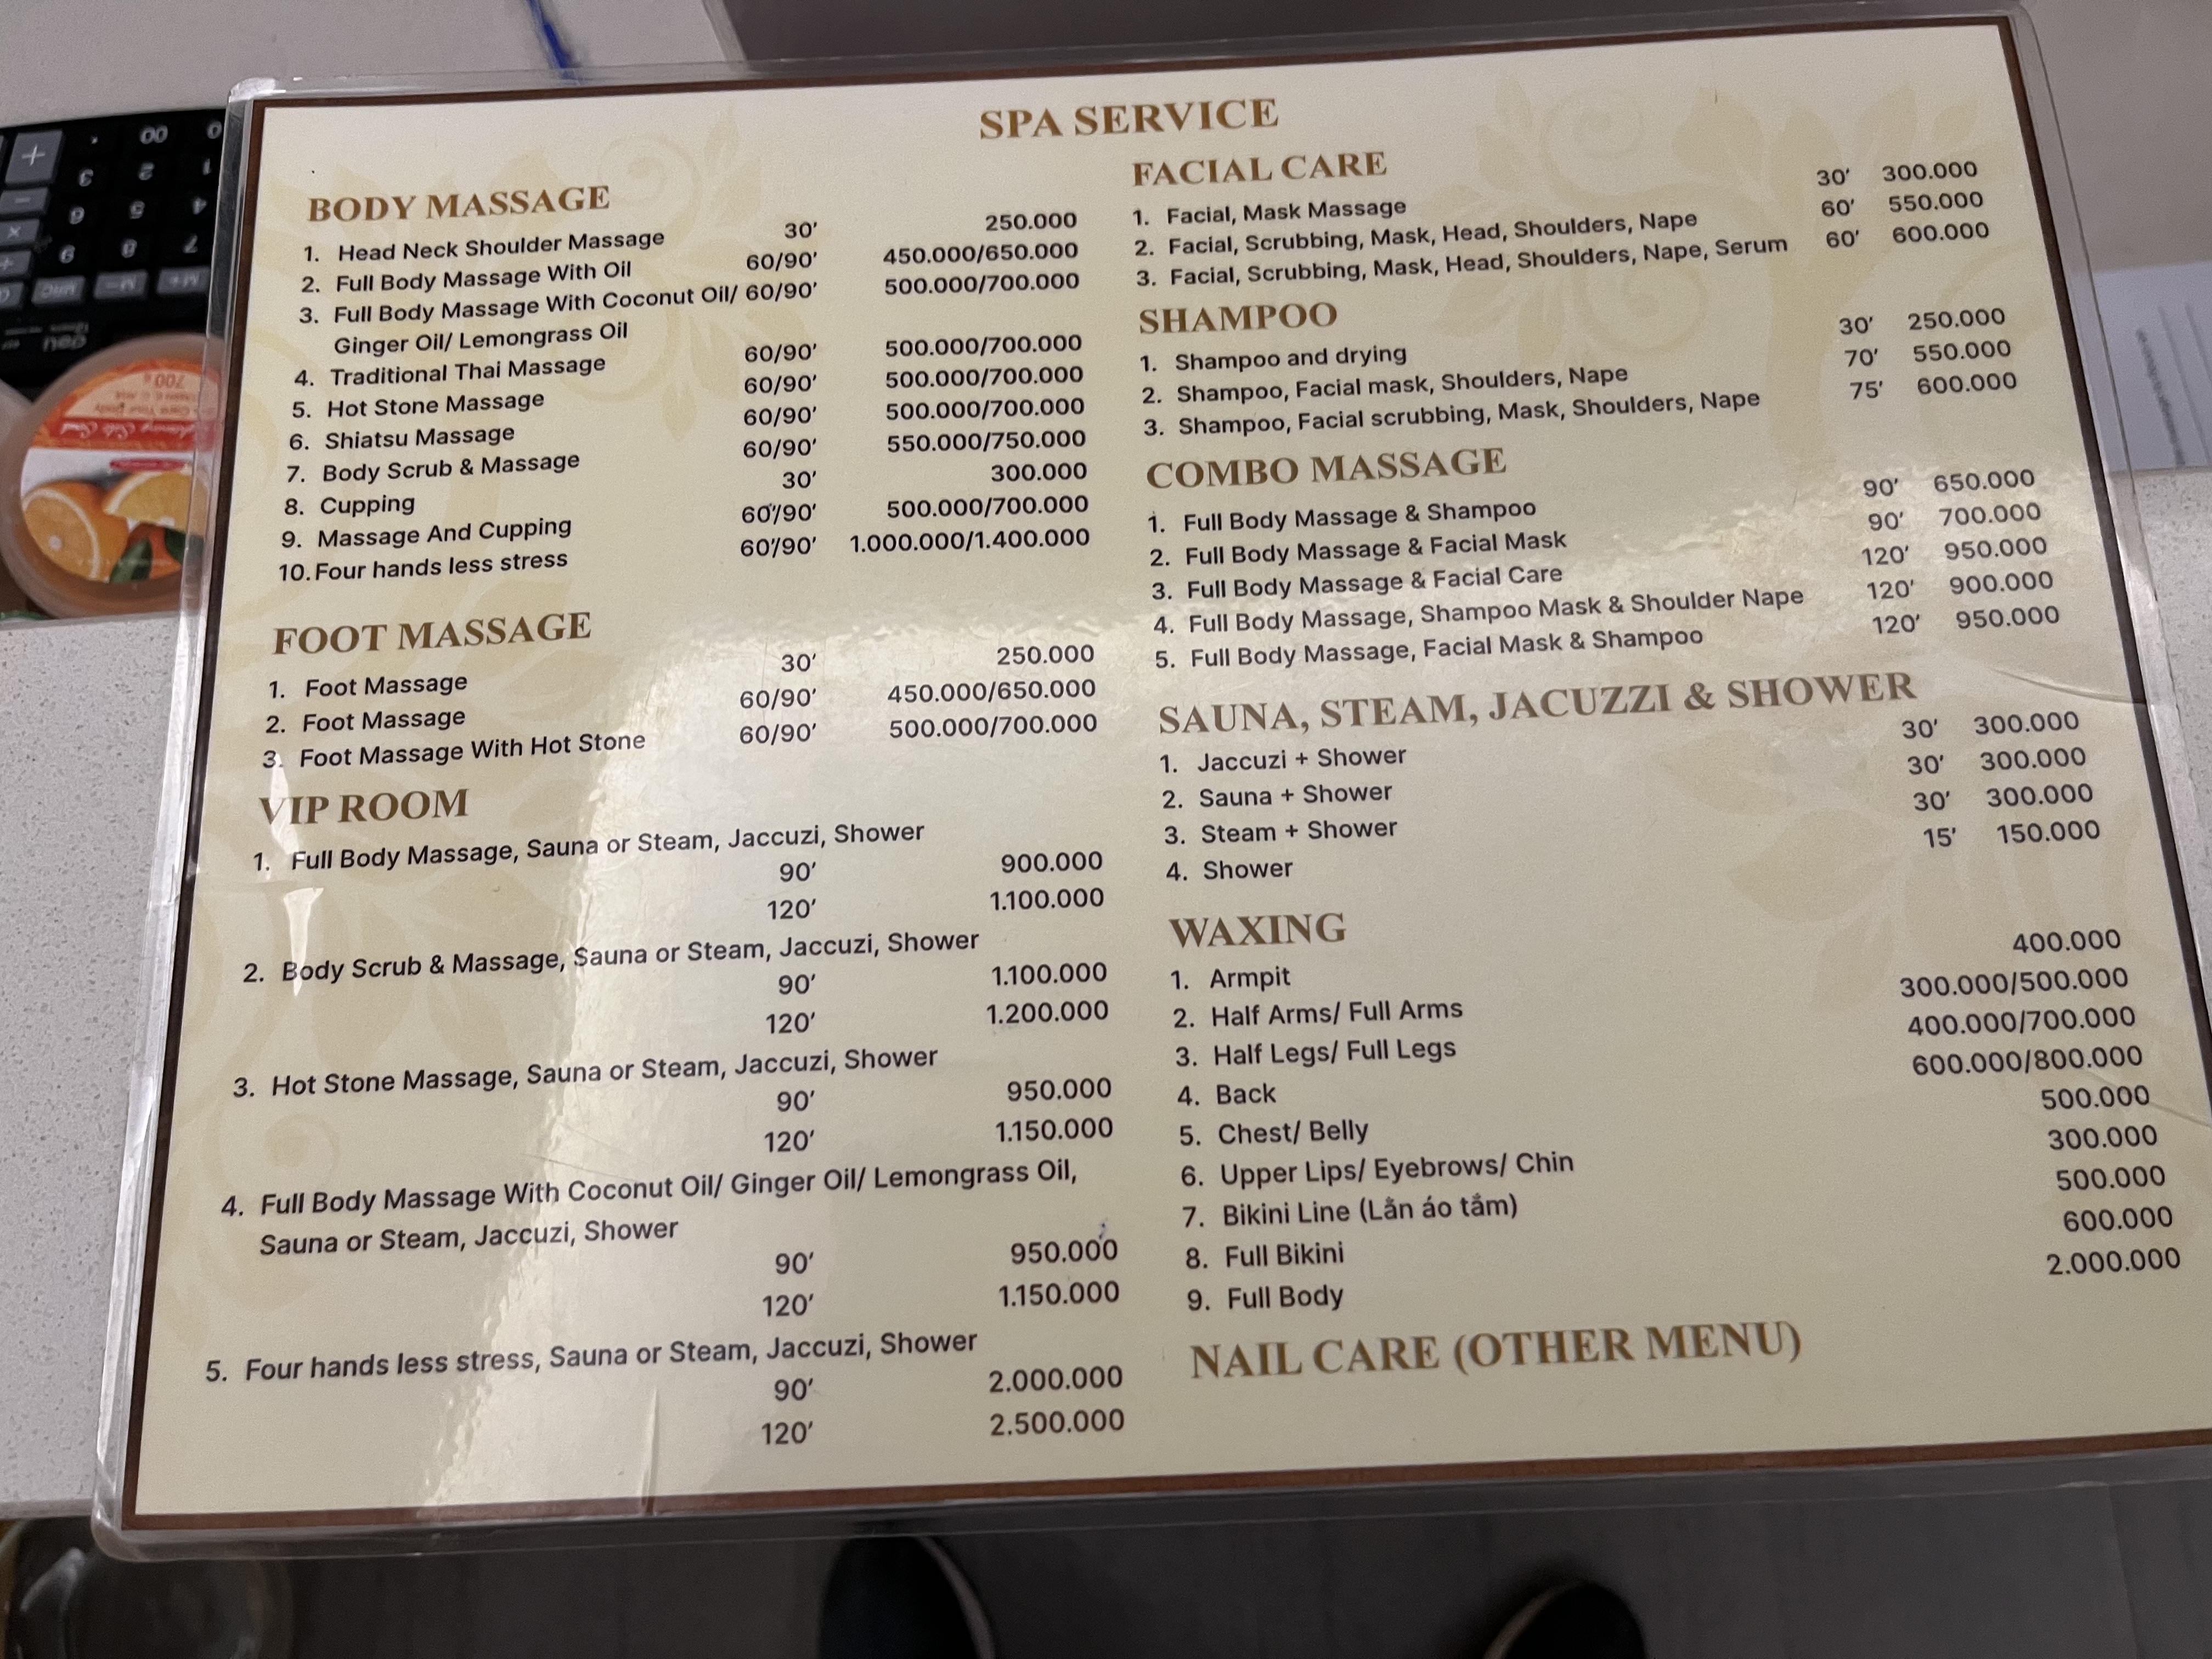 SPA SERVICE
BODY MASSAGE
1. Head Neck Shoulder Massage 30' 250.000
2. Full Body Massage With Oil 60/90' 450.000/650.000
3. Full Body Massage With Coconut Oil/ 60/90' 500.000/700.000
Ginger Oil/ Lemongrass Oil
4. Traditional Thai Massage 60/90' 500.000/700.000
5. Hot Stone Massage 60/90' 500.000/700.000
6. Shiatsu Massage 60/90' 500.000/700.000
7. Body Scrub & Massage 60/90' 550.000/750.000
8. Cupping 30' 300.000
9. Massage And Cupping 60'/90' 500.000/700.000
10. Four hands less stress 60'/90' 1.000.000/1.400.000
FOOT MASSAGE
1. Foot Massage 30' 250.000
2. Foot Massage 60/90' 450.000/650.000
3. Foot Massage With Hot Stone 60/90' 500.000/700.000
VIP ROOM
1. Full Body Massage, Sauna or Steam, Jaccuzi, Shower
90' 900.000
120' 1.100.000
2. Body Scrub & Massage, Sauna or Steam, Jaccuzi, Shower
90' 1.100.000
120' 1.200.000
3. Hot Stone Massage, Sauna or Steam, Jaccuzi, Shower
90' 950.000
120' 1.150.000
4. Full Body Massage With Coconut Oil/ Ginger Oil/ Lemongrass Oil,
Sauna or Steam, Jaccuzi, Shower
90' 950.000
120' 1.150.000
5. Four hands less stress, Sauna or Steam, Jaccuzi, Shower
90' 2.000.000
120' 2.500.000
FACIAL CARE
1. Facial, Mask Massage 30' 300.000
2. Facial, Scrubbing, Mask, Head, Shoulders, Nape 60' 550.000
3. Facial, Scrubbing, Mask, Head, Shoulders, Nape, Serum 60' 600.000
SHAMPOO
1. Shampoo and drying 30' 250.000
2. Shampoo, Facial mask, Shoulders, Nape 70' 550.000
3. Shampoo, Facial scrubbing, Mask, Shoulders, Nape 75' 600.000
COMBO MASSAGE
1. Full Body Massage & Shampoo 90' 650.000
2. Full Body Massage & Facial Mask 90' 700.000
3. Full Body Massage & Facial Care 120' 950.000
4. Full Body Massage, Shampoo Mask & Shoulder Nape 120' 900.000
5. Full Body Massage, Facial Mask & Shampoo 120' 950.000
SAUNA, STEAM, JACUZZI & SHOWER
1. Jaccuzi + Shower 30' 300.000
2. Sauna + Shower 30' 300.000
3. Steam + Shower 30' 300.000
4. Shower 15' 150.000
WAXING
1. Armpit 400.000
2. Half Arms/ Full Arms 300.000/500.000
3. Half Legs/ Full Legs 400.000/700.000
4. Back 600.000/800.000
5. Chest/ Belly 500.000
6. Upper Lips/ Eyebrows/ Chin 300.000
7. Bikini Line (Lằn áo tắm) 500.000
8. Full Bikini 600.000
9. Full Body 2.000.000
NAIL CARE (OTHER MENU)